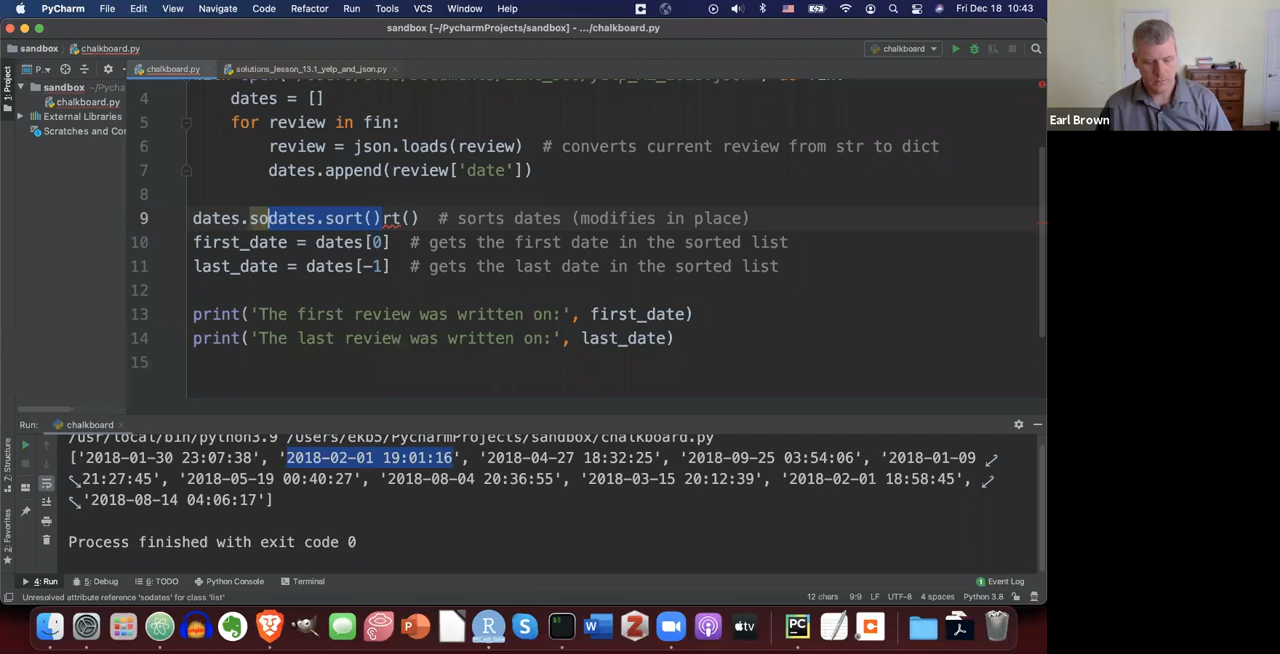 PyCharm File Edit View Navigate Code Refactor Run Tools VCS Window Help Fri Dec 18 10:43
sandbox [~/PycharmProjects/sandbox] - .../chalkboard.py
sandbox chalkboard.py chalkboard
P.. chalkboard.py solutions_lesson_13.1_yelp_and_json.py
1: Project
sandbox ~/Pycha
chalkboard.py
External Libraries
Scratches and Cor
4 dates = []
5 for review in fin:
6 review = json.loads(review) # converts current review from str to dict
7 dates.append(review['date'])
8
9 dates.sodates.sort()rt() # sorts dates (modifies in place)
10 first_date = dates[0] # gets the first date in the sorted list
11 last_date = dates[-1] # gets the last date in the sorted list
12
13 print('The first review was written on:', first_date)
14 print('The last review was written on:', last_date)
15
Earl Brown
Run: chalkboard
/usr/local/bin/python3.9 /Users/ekb5/PycharmProjects/sandbox/chalkboard.py
['2018-01-30 23:07:38', '2018-02-01 19:01:16', '2018-04-27 18:32:25', '2018-09-25 03:54:06', '2018-01-09
21:27:45', '2018-05-19 00:40:27', '2018-08-04 20:36:55', '2018-03-15 20:12:39', '2018-02-01 18:58:45',
'2018-08-14 04:06:17']
Process finished with exit code 0
7: Structure
2: Favorites
4: Run 5: Debug 6: TODO Python Console Terminal 1 Event Log
Unresolved attribute reference 'sodates' for class 'list' 12 chars 9:9 LF UTF-8 4 spaces Python 3.8